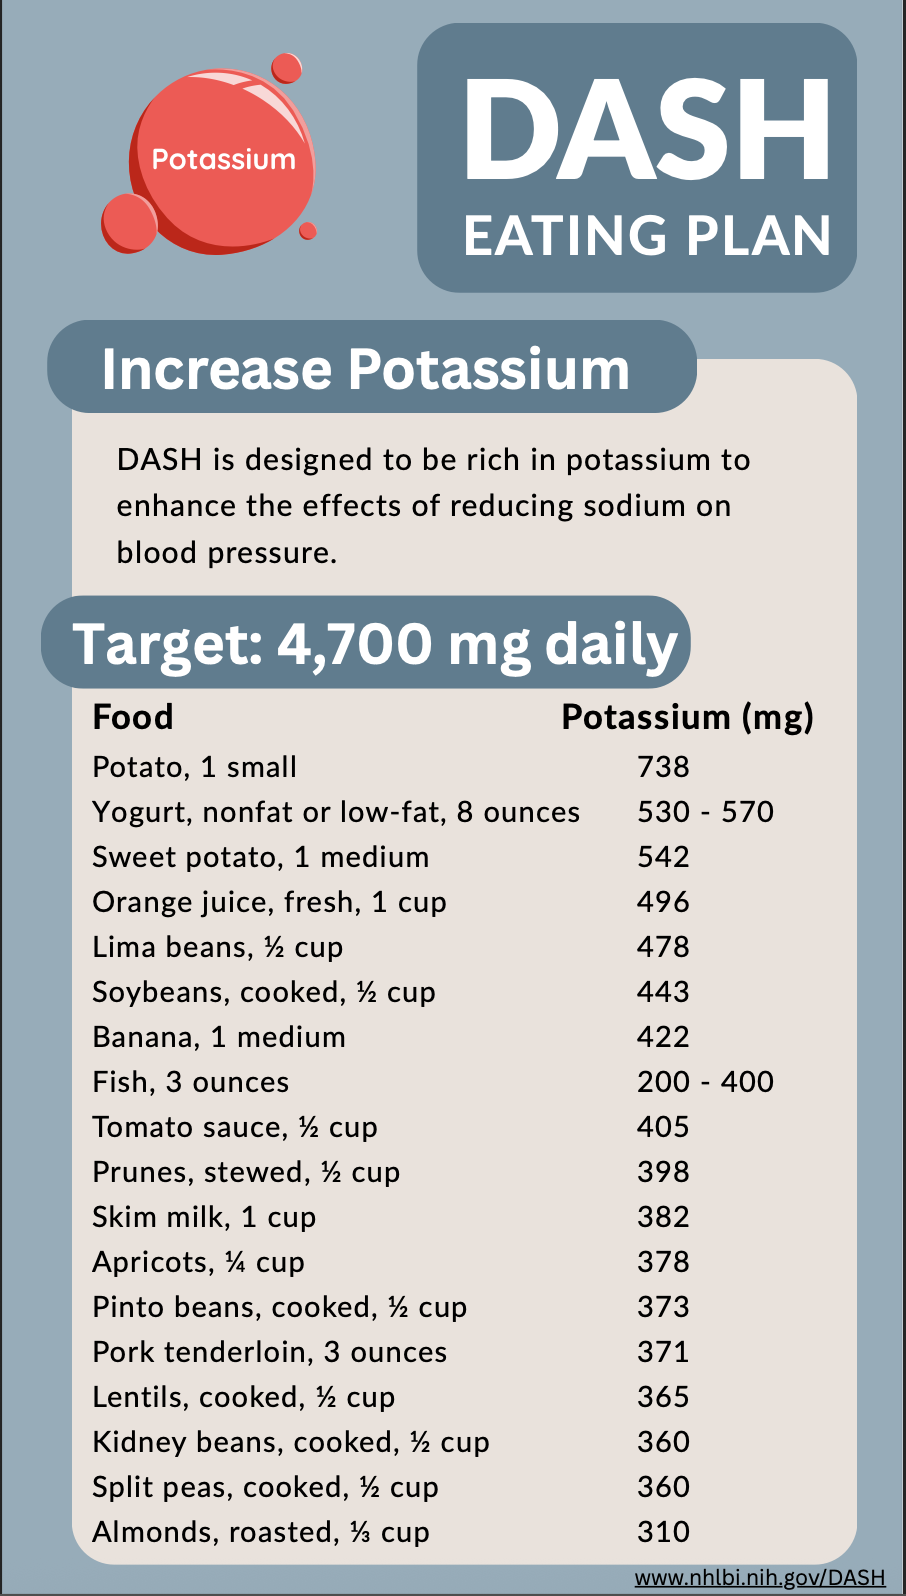 Potassium
DASH
EATING PLAN
Increase Potassium
DASH is designed to be rich in potassium to
enhance the effects of reducing sodium on
blood pressure.
Target: 4,700 mg daily
Food Potassium (mg)
Potato, 1 small 738
Yogurt, nonfat or low-fat, 8 ounces 530 - 570
Sweet potato, 1 medium 542
Orange juice, fresh, 1 cup 496
Lima beans, ½ cup 478
Soybeans, cooked, ½ cup 443
Banana, 1 medium 422
Fish, 3 ounces 200 - 400
Tomato sauce, ½ cup 405
Prunes, stewed, ½ cup 398
Skim milk, 1 cup 382
Apricots, ¼ cup 378
Pinto beans, cooked, ½ cup 373
Pork tenderloin, 3 ounces 371
Lentils, cooked, ½ cup 365
Kidney beans, cooked, ½ cup 360
Split peas, cooked, ½ cup 360
Almonds, roasted, ⅓ cup 310
www.nhlbi.nih.gov/DASH